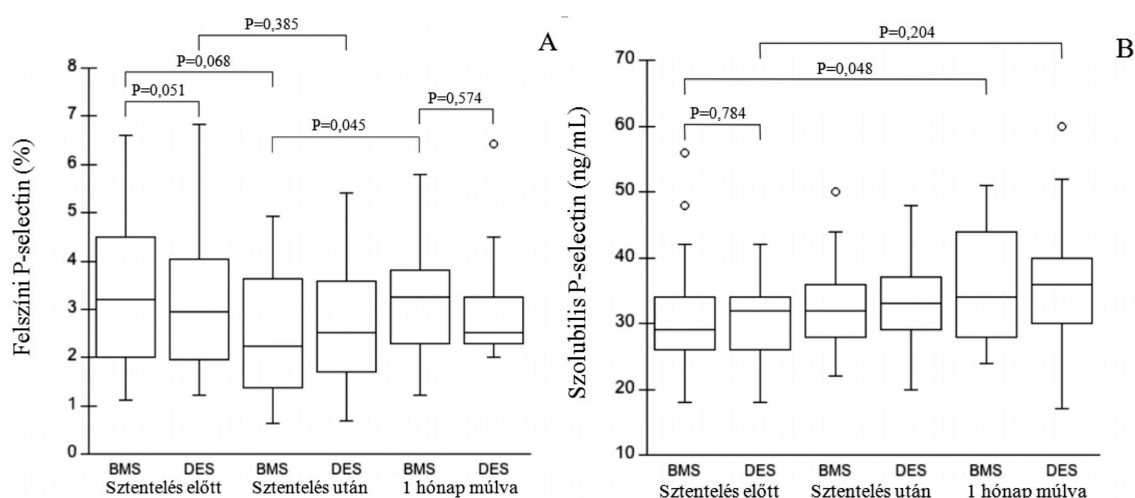 A
P=0,385
P=0,068
P=0,051
P=0,574
P=0,045
Felszíni P-selectin (%)
8
7
6
5
4
3
2
1
0
BMS DES BMS DES BMS DES
Sztentelés előtt Sztentelés után 1 hónap múlva
B
P=0,204
P=0,048
P=0,784
Szolubilis P-selectin (ng/mL)
70
60
50
40
30
20
10
BMS DES BMS DES BMS DES
Sztentelés előtt Sztentelés után 1 hónap múlva